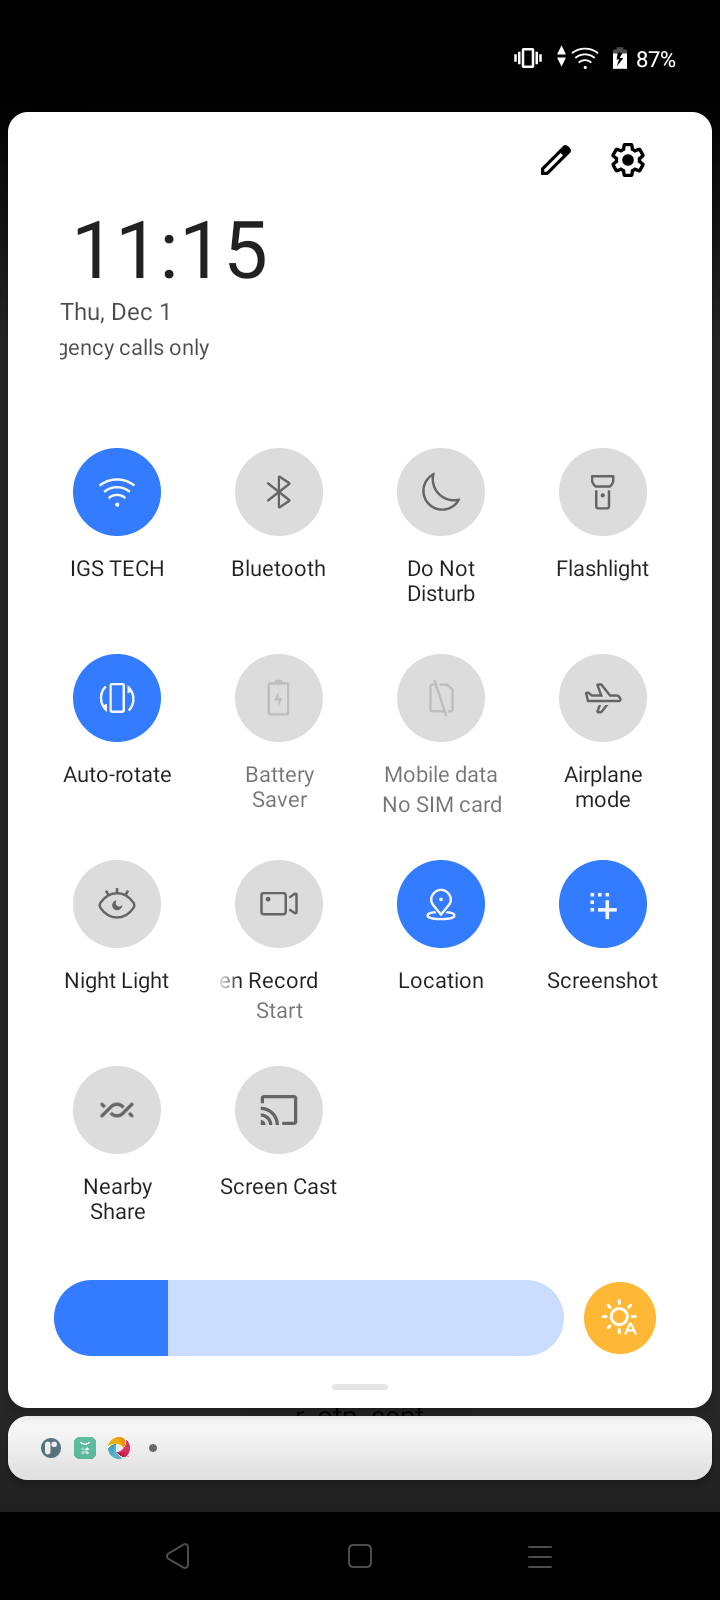 87%
11:15
Thu, Dec 1
gency calls only
IGS TECH
Bluetooth
Do Not
Disturb
Flashlight
Auto-rotate
Battery
Saver
Mobile data
No SIM card
Airplane
mode
Night Light
en Record
Start
Location
Screenshot
Nearby
Share
Screen Cast